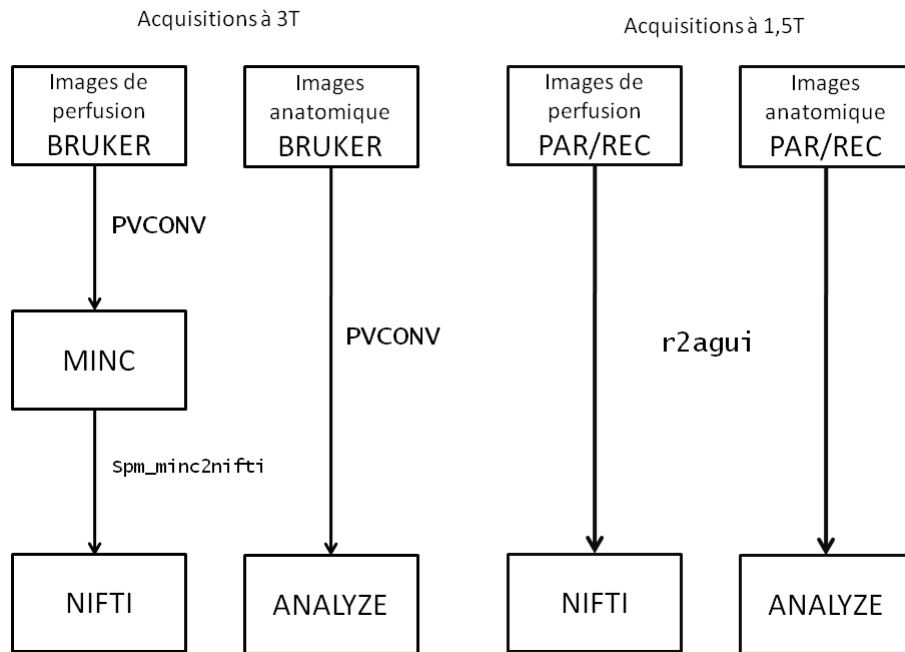 Acquisitions à 3T
Acquisitions à 1,5T
Images de
perfusion
BRUKER
Images
anatomique
BRUKER
Images de
perfusion
PAR/REC
Images
anatomique
PAR/REC
PVCONV
MINC
PVCONV
r2agui
Spm_minc2nifti
NIFTI
ANALYZE
NIFTI
ANALYZE